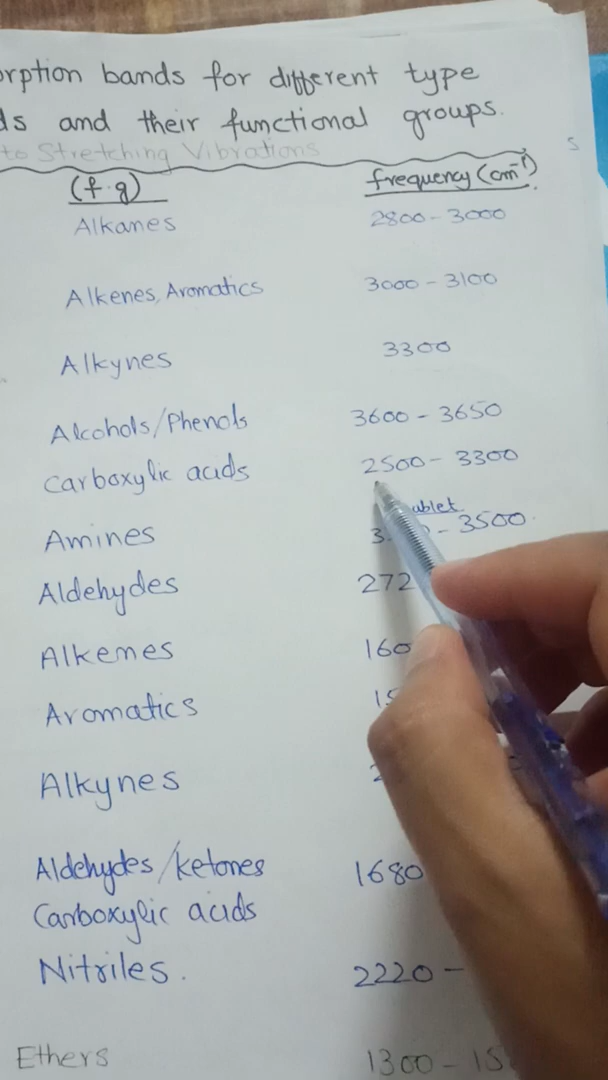 orption bands for different type
ds and their functional groups.
to Stretching Vibrations
(f.g) frequency (cm⁻¹)
Alkanes 2800-3000
Alkenes, Aromatics 3000-3100
Alkynes 3300
Alcohols/Phenols 3600-3650
Carboxylic acids 2500-3300
Amines - 3500
Aldehydes 272
Alkenes 160
Aromatics
Alkynes
Aldehydes/ketones 1680
Carboxylic acids
Nitriles. 2220-
Ethers 1300-15